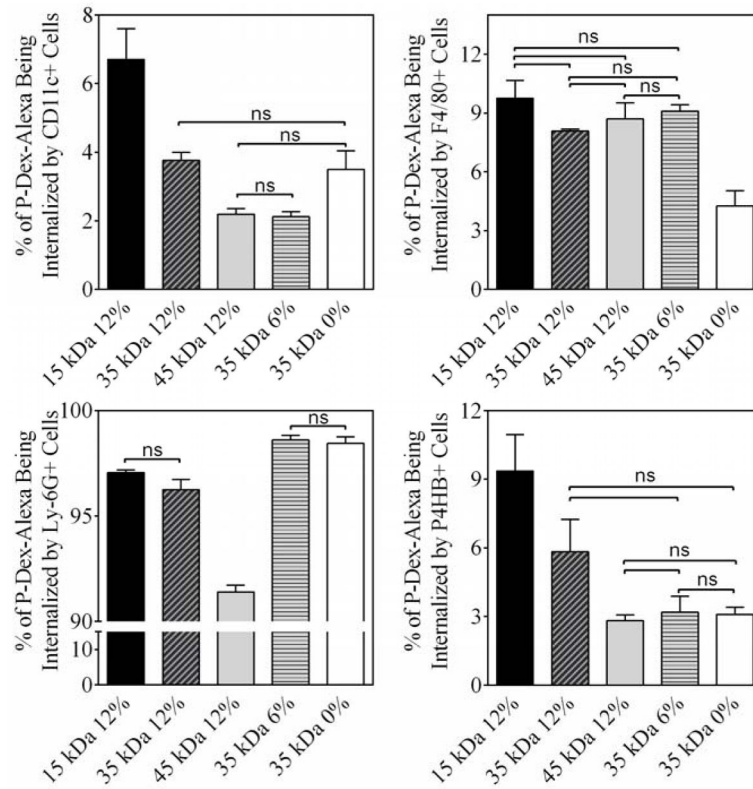 % of P-Dex-Alexa Being
Internalized by CD11c+ Cells
8
6
4
2
0
ns
ns
ns
15 kDa 12%
35 kDa 12%
45 kDa 12%
35 kDa 6%
35 kDa 0%
% of P-Dex-Alexa Being
Internalized by F4/80+ Cells
12
9
6
3
0
ns
ns
ns
15 kDa 12%
35 kDa 12%
45 kDa 12%
35 kDa 6%
35 kDa 0%
% of P-Dex-Alexa Being
Internalized by Ly-6G+ Cells
100
95
90
10
0
ns
ns
15 kDa 12%
35 kDa 12%
45 kDa 12%
35 kDa 6%
35 kDa 0%
% of P-Dex-Alexa Being
Internalized by P4HB+ Cells
12
9
6
3
0
ns
ns
ns
15 kDa 12%
35 kDa 12%
45 kDa 12%
35 kDa 6%
35 kDa 0%